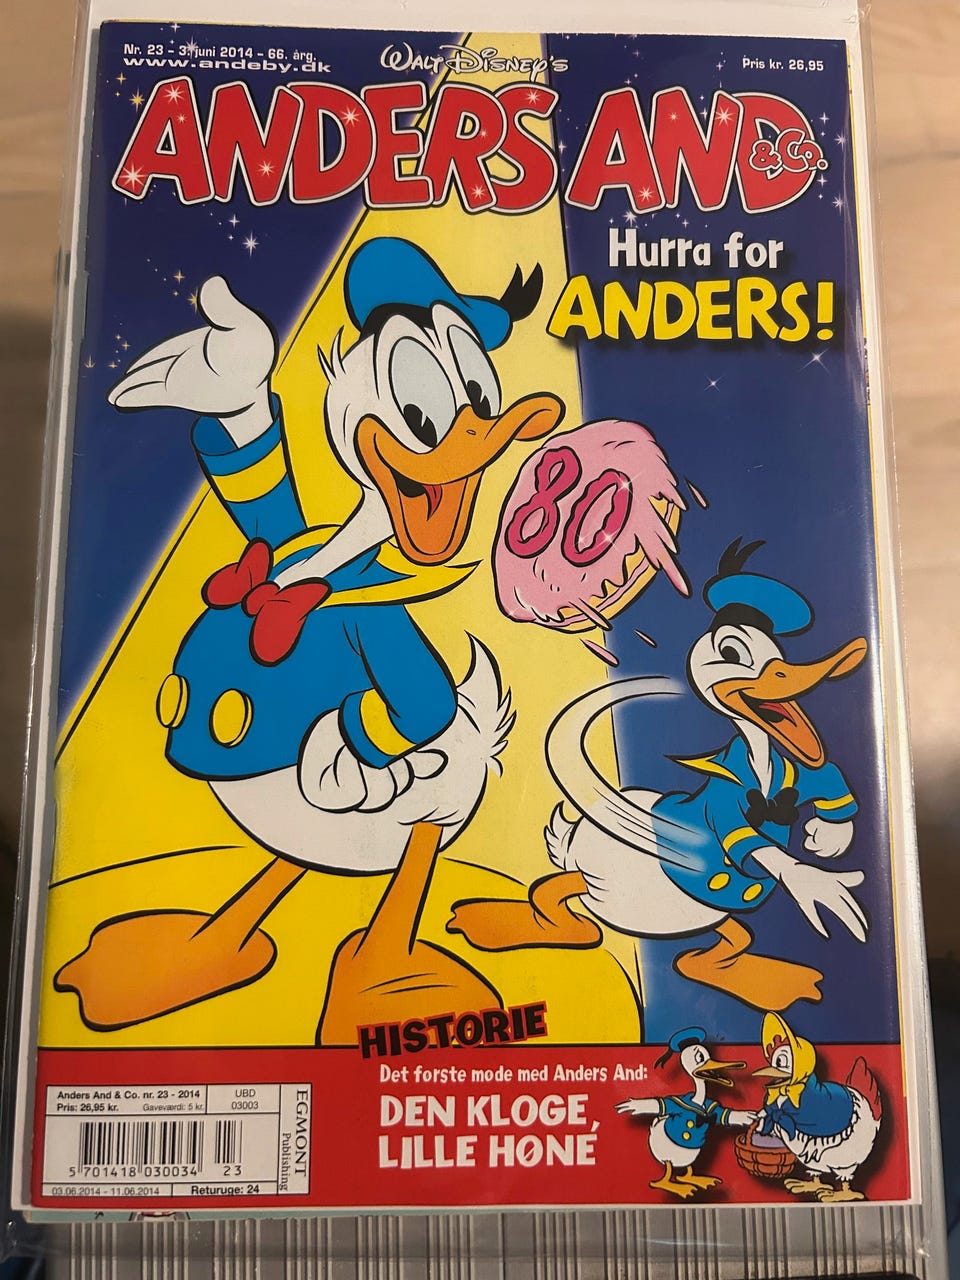 Nr. 23 - 3. juni 2014 - 66. årg.
www.andeby.dk
WALT DISNEY'S
Pris kr. 26,95
ANDERS AND
& Co.
Hurra for
ANDERS!
80
HISTORIE
Det første møde med Anders And:
DEN KLOGE,
LILLE HØNE
Anders And & Co. nr. 23 - 2014
Pris: 26,95 kr. Gaveværdi: 5 kr.
UBD
03003
EGMONT
Publishing
5 701418 030034 23
03.06.2014 - 11.06.2014
Returuge: 24